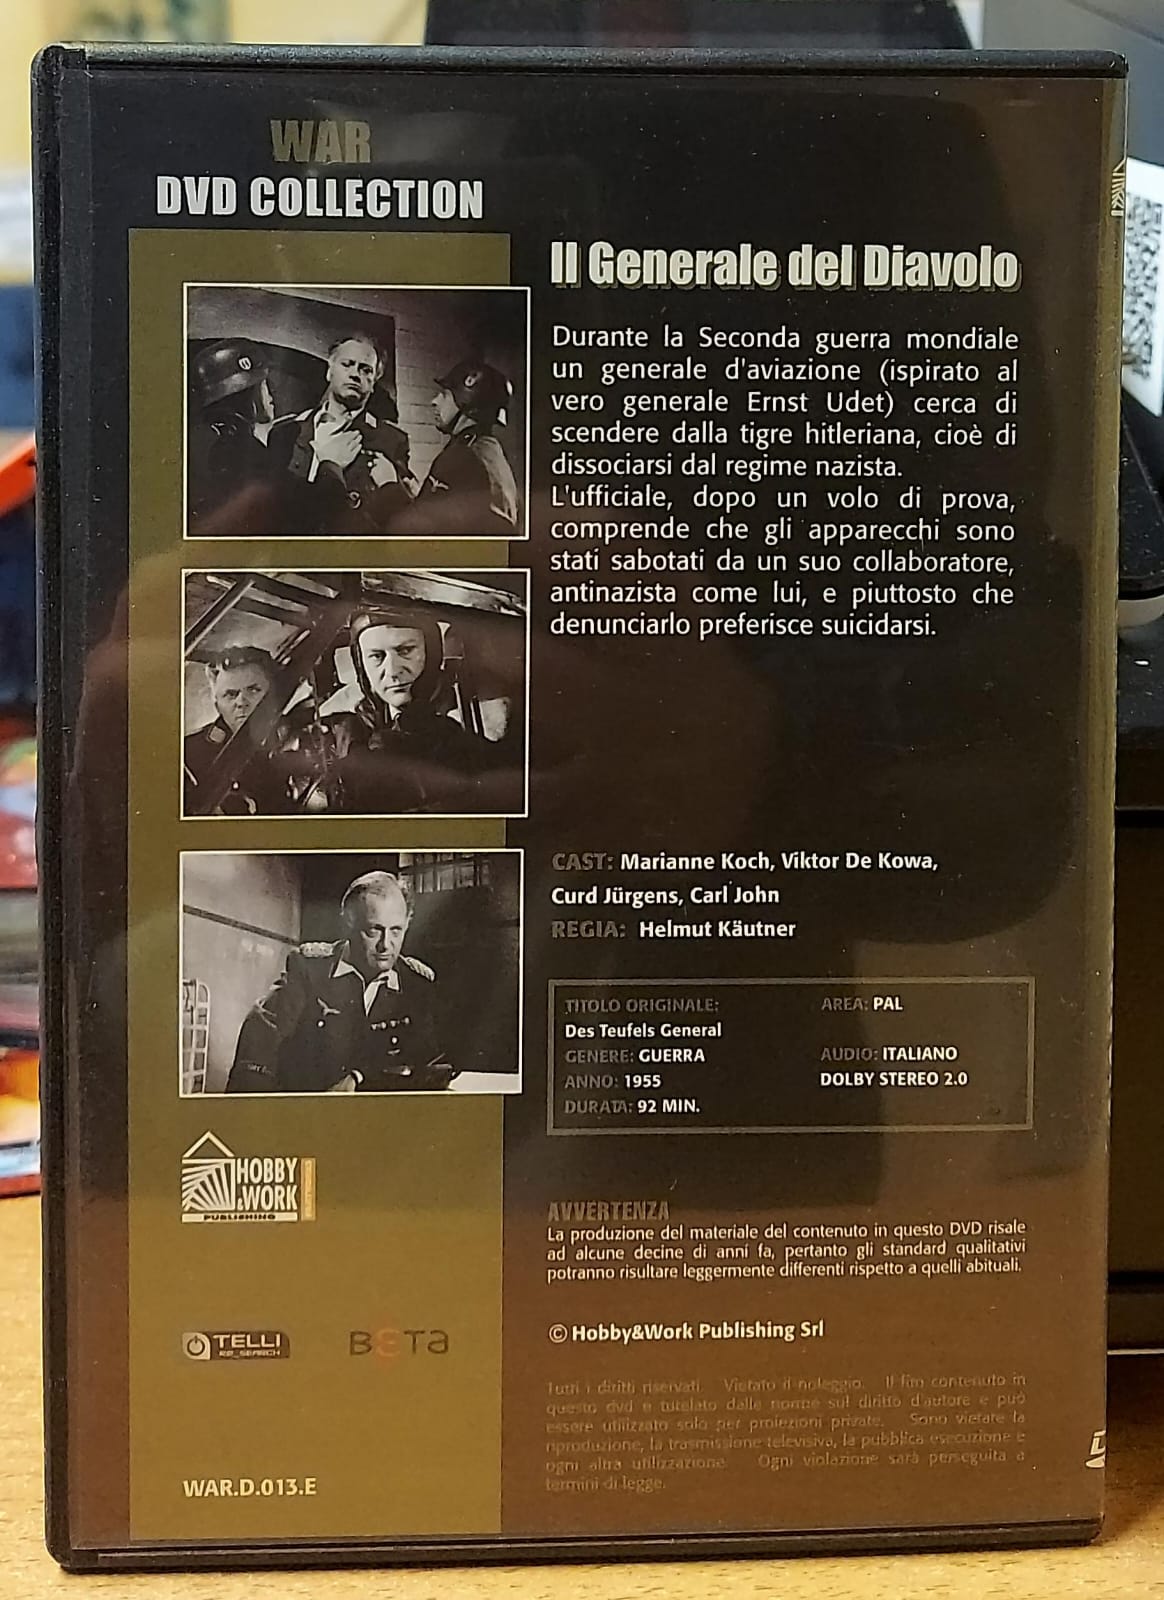 WAR
DVD COLLECTION
Il Generale del Diavolo
Durante la Seconda guerra mondiale
un generale d'aviazione (ispirato al
vero generale Ernst Udet) cerca di
scendere dalla tigre hitleriana, cioè di
dissociarsi dal regime nazista.
L'ufficiale, dopo un volo di prova,
comprende che gli apparecchi sono
stati sabotati da un suo collaboratore,
antinazista come lui, e piuttosto che
denunciarlo preferisce suicidarsi.
CAST: Marianne Koch, Viktor De Kowa,
Curd Jürgens, Carl John
REGIA: Helmut Käutner
TITOLO ORIGINALE:
Des Teufels General
GENERE: GUERRA
ANNO: 1955
DURATA: 92 MIN.
AREA: PAL
AUDIO: ITALIANO
DOLBY STEREO 2.0
HOBBY
&WORK
PUBLISHING
AVVERTENZA
La produzione del materiale del contenuto in questo DVD risale
ad alcune decine di anni fa, pertanto gli standard qualitativi
potranno risultare leggermente differenti rispetto a quelli abituali.
TELLI
RE_SEARCH
BETA
© Hobby&Work Publishing Srl
Tutti i diritti riservati. Vietato il noleggio. Il film contenuto in
questo dvd è tutelato dalle norme sul diritto d'autore e può
essere utilizzato solo per proiezioni private. Sono vietate la
riproduzione, la trasmissione televisiva, la pubblica esecuzione e
ogni altra utilizzazione. Ogni violazione sarà perseguita a
termini di legge.
WAR.D.013.E